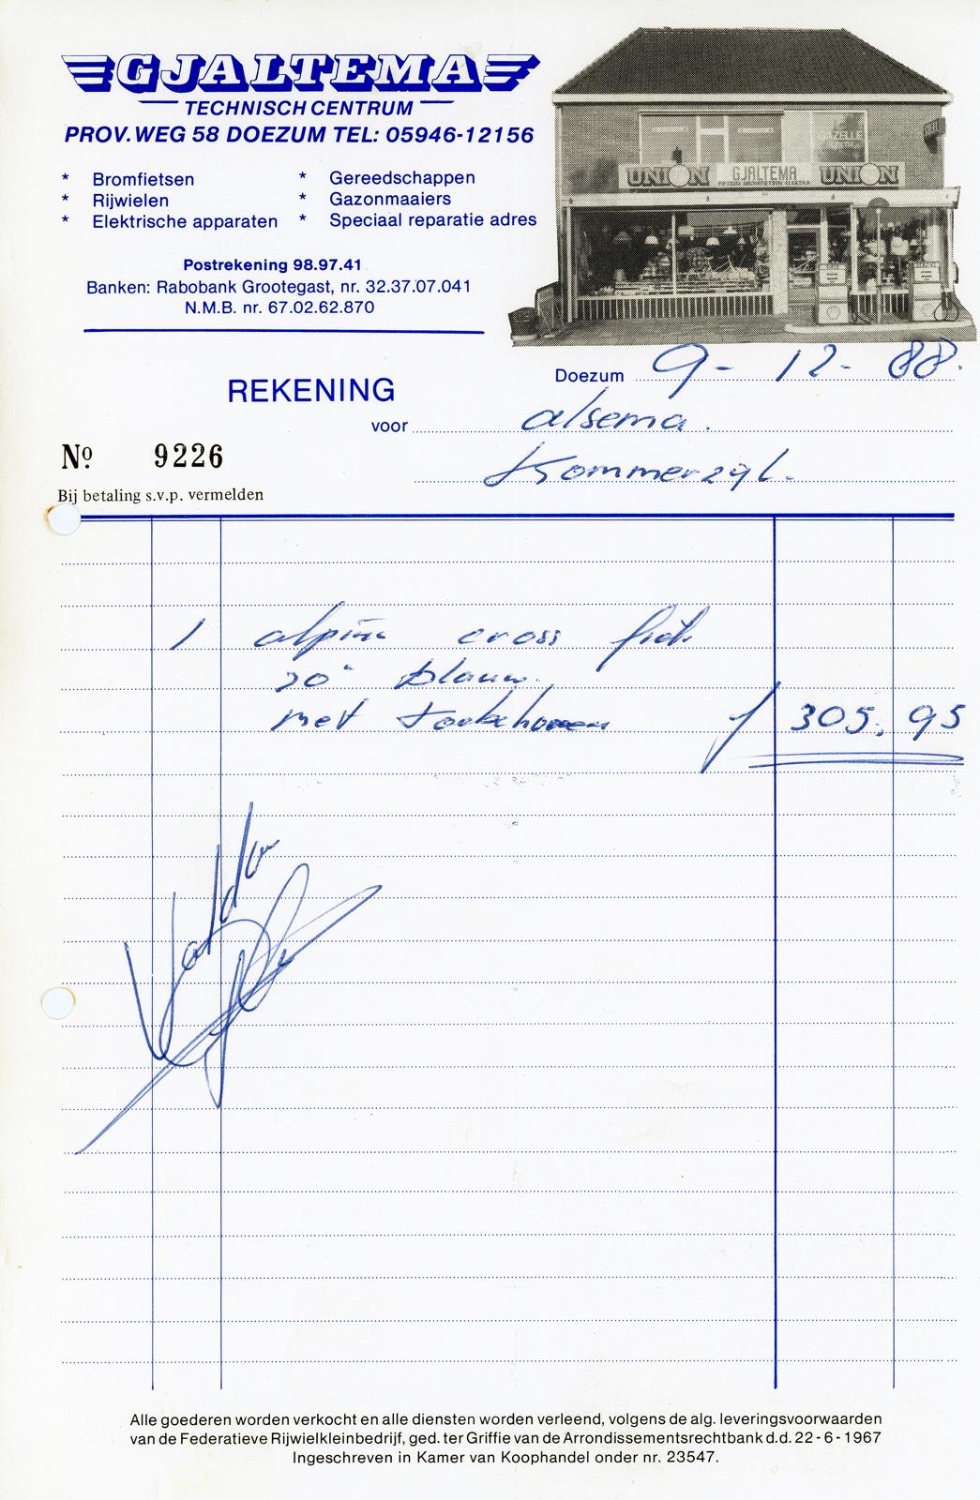 GJALTEMA
TECHNISCH CENTRUM
PROV. WEG 58 DOEZUM TEL: 05946-12156
* Bromfietsen
* Rijwielen
* Elektrische apparaten
* Gereedschappen
* Gazonmaaiers
* Speciaal reparatie adres
Postrekening 98.97.41
Banken: Rabobank Grootegast, nr. 32.37.07.041
N.M.B. nr. 67.02.62.870
GAZELLE
UNION GJALTEMA UNION
REKENING
Doezum 9-12-88.
voor alsema.
Kommerzijl.
No. 9226
Bij betaling s.v.p. vermelden
1 alpina cross fiets
20" blauw.
met toebehoren f 305,95
Voldaan
Alle goederen worden verkocht en alle diensten worden verleend, volgens de alg. leveringsvoorwaarden
van de Federatieve Rijwielkleinbedrijf, ged. ter Griffie van de Arrondissementsrechtbank d.d. 22-6-1967
Ingeschreven in Kamer van Koophandel onder nr. 23547.